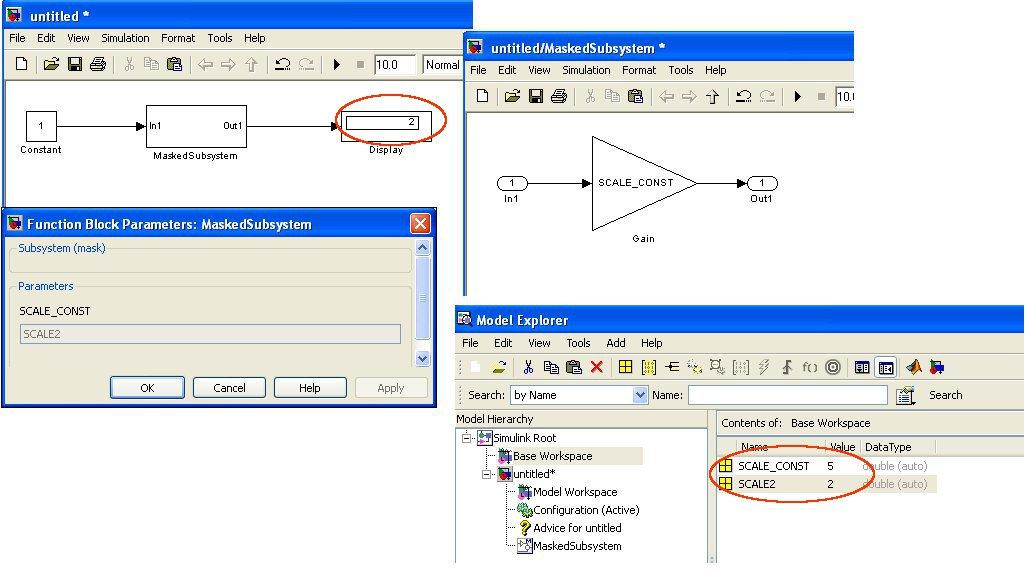 untitled *
File Edit View Simulation Format Tools Help
10.0 Normal
1
Constant
In1 Out1
MaskedSubsystem
2
Display
untitled/MaskedSubsystem *
File Edit View Simulation Format Tools Help
10.
1
In1
SCALE_CONST
Gain
1
Out1
Function Block Parameters: MaskedSubsystem
Subsystem (mask)
Parameters
SCALE_CONST
SCALE2
OK Cancel Help Apply
Model Explorer
File Edit View Tools Add Help
f()
Search: by Name Name: Search
Model Hierarchy
Simulink Root
Base Workspace
untitled*
Model Workspace
Configuration (Active)
Advice for untitled
MaskedSubsystem
Contents of: Base Workspace
Name Value DataType
SCALE_CONST 5 double (auto)
SCALE2 2 double (auto)